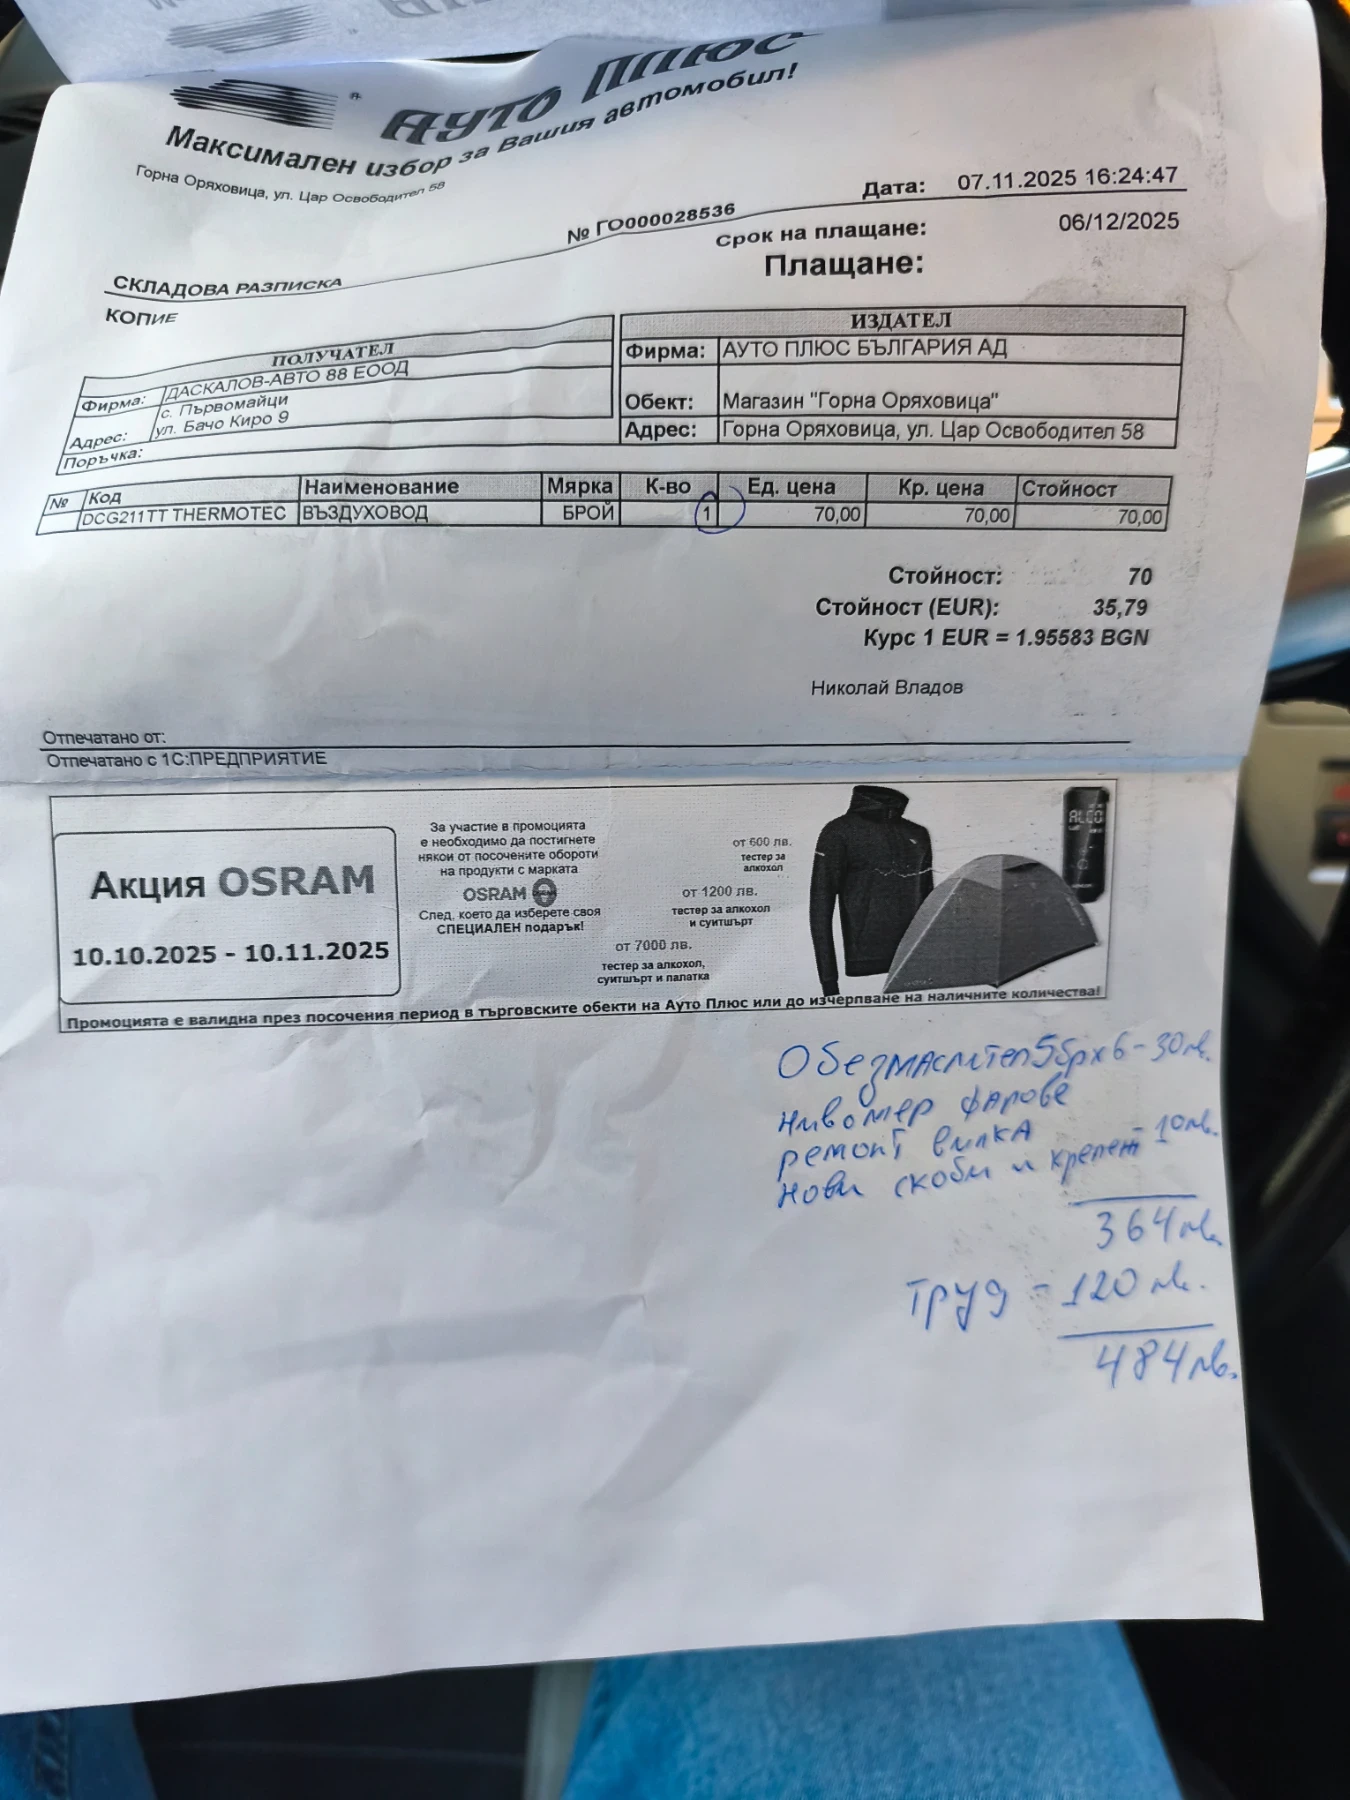 Ауто Плюс
Максимален избор за Вашия автомобил!
Горна Оряховица, ул. Цар Освободител 58
Дата: 07.11.2025 16:24:47
№ ГО000028536
Срок на плащане: 06/12/2025
Плащане:
СКЛАДОВА РАЗПИСКА
КОПИЕ
ПОЛУЧАТЕЛ
Фирма: ДАСКАЛОВ-АВТО 88 ЕООД
Адрес: с. Първомайци
ул. Бачо Киро 9
Поръчка:
ИЗДАТЕЛ
Фирма: АУТО ПЛЮС БЪЛГАРИЯ АД
Обект: Магазин "Горна Оряховица"
Адрес: Горна Оряховица, ул. Цар Освободител 58
№ Код Наименование Мярка К-во Ед. цена Кр. цена Стойност
DCG211TT THERMOTEC ВЪЗДУХОВОД БРОЙ 1 70,00 70,00 70,00
Стойност: 70
Стойност (EUR): 35,79
Курс 1 EUR = 1.95583 BGN
Николай Владов
Отпечатано от:
Отпечатано с 1С:ПРЕДПРИЯТИЕ
Акция OSRAM
10.10.2025 - 10.11.2025
За участие в промоцията
е необходимо да постигнете
някои от посочените обороти
на продукти с марката
OSRAM
След, което да изберете своя
СПЕЦИАЛЕН подарък!
от 600 лв.
тестер за
алкохол
от 1200 лв.
тестер за алкохол
и суитшърт
от 7000 лв.
тестер за алкохол,
суитшърт и палатка
ALCO
Промоцията е валидна през посочения период в търговските обекти на Ауто Плюс или до изчерпване на наличните количества!
Обезмаслител 5брх6 - 30лв.
нивомер фарове
ремонт вилка - 10лв.
нови скоби и крепеж
364лв.
труд - 120лв.
484лв.